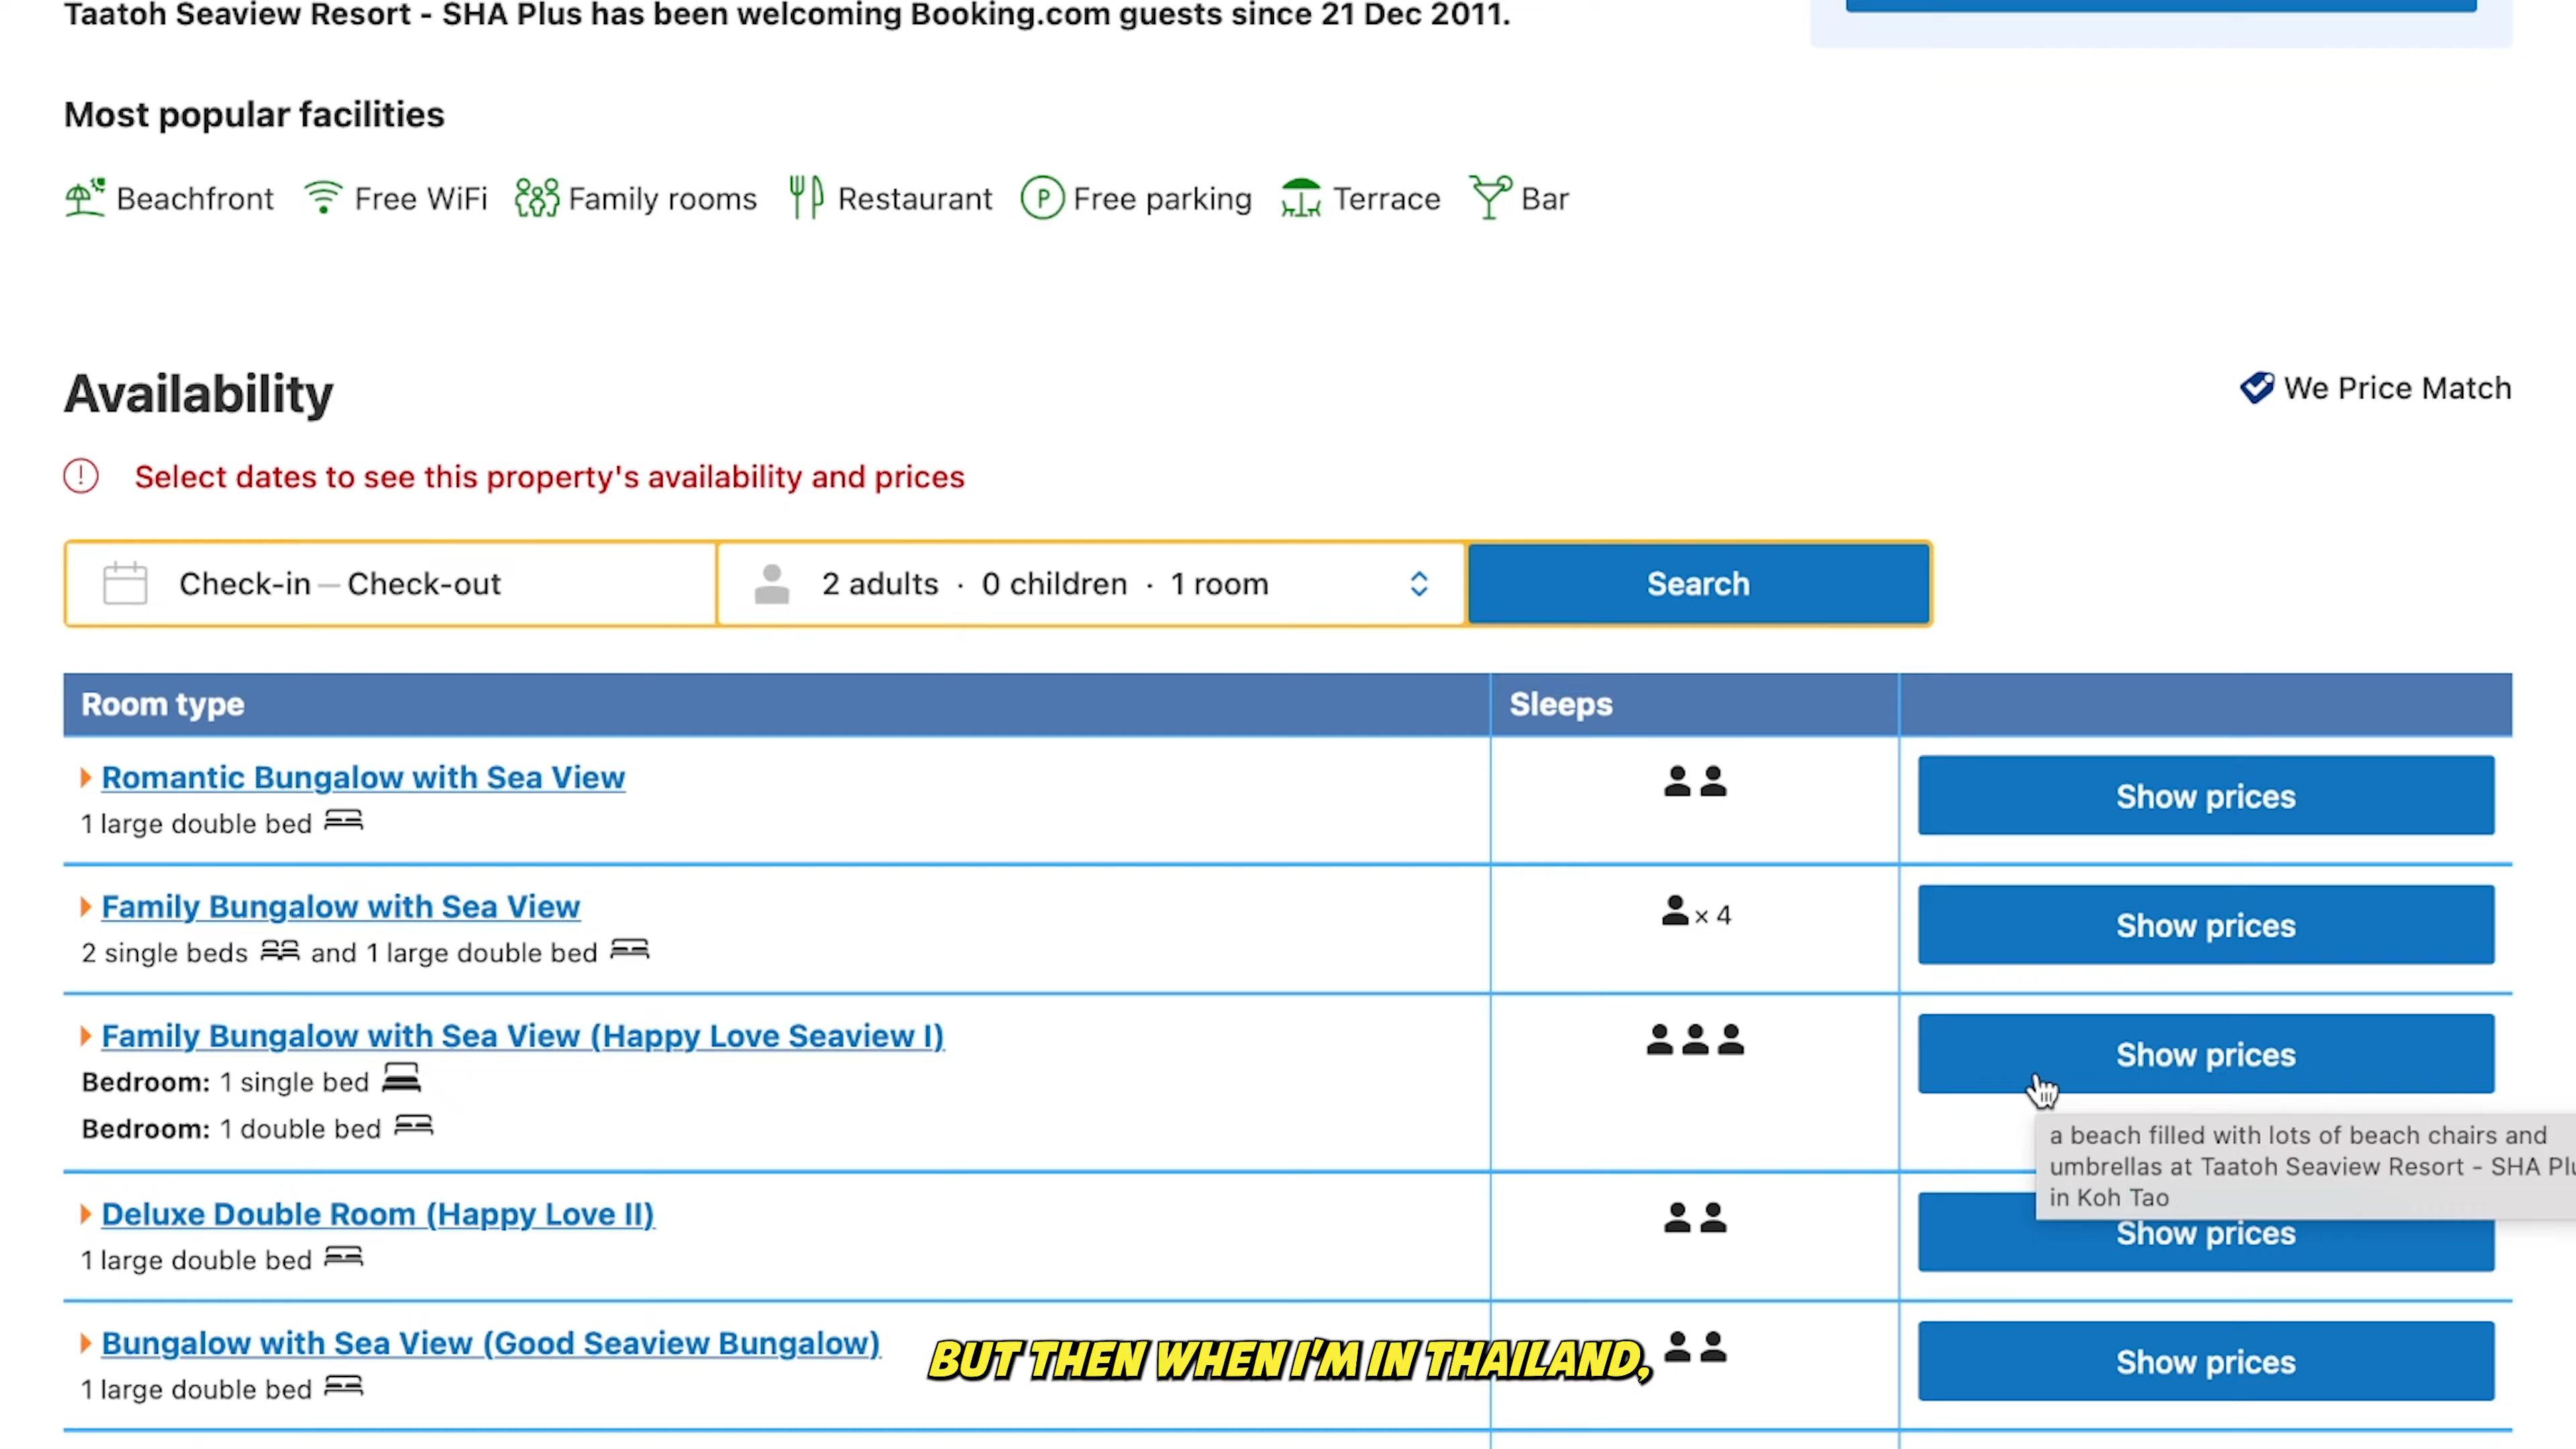 Taatoh Seaview Resort - SHA Plus has been welcoming Booking.com guests since 21 Dec 2011.
Most popular facilities
Beachfront Free WiFi Family rooms Restaurant P Free parking Terrace Bar
Availability
We Price Match
Select dates to see this property's availability and prices
Check-in — Check-out 2 adults · 0 children · 1 room Search
Room type Sleeps
Romantic Bungalow with Sea View
1 large double bed
Show prices
Family Bungalow with Sea View
2 single beds and 1 large double bed
× 4
Show prices
Family Bungalow with Sea View (Happy Love Seaview I)
Bedroom: 1 single bed
Bedroom: 1 double bed
Show prices
a beach filled with lots of beach chairs and
umbrellas at Taatoh Seaview Resort - SHA
in Koh Tao
Deluxe Double Room (Happy Love II)
1 large double bed
Show prices
Bungalow with Sea View (Good Seaview Bungalow)
1 large double bed
Show prices
BUT THEN WHEN I'M IN THAILAND,